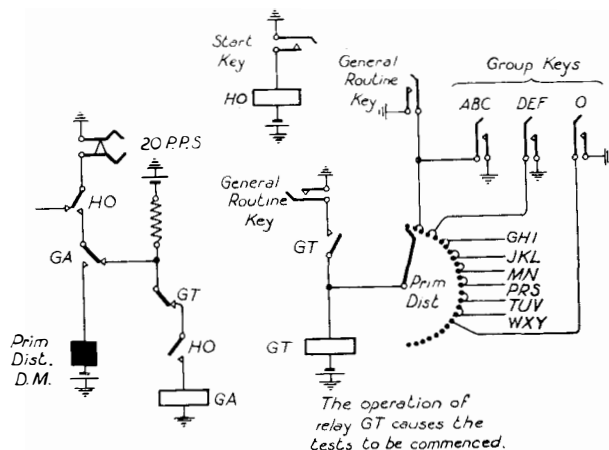 Start
Key
HO
General
Routine
Key
Group Keys
ABC
DEF
O
20 P.P.S
HO
GA
GT
HO
GA
Prim
Dist.
D.M.
General
Routine
Key
GT
GT
Prim
Dist
GHI
JKL
MN
PRS
TUV
WXY
The operation of
relay GT causes the
tests to be commenced.